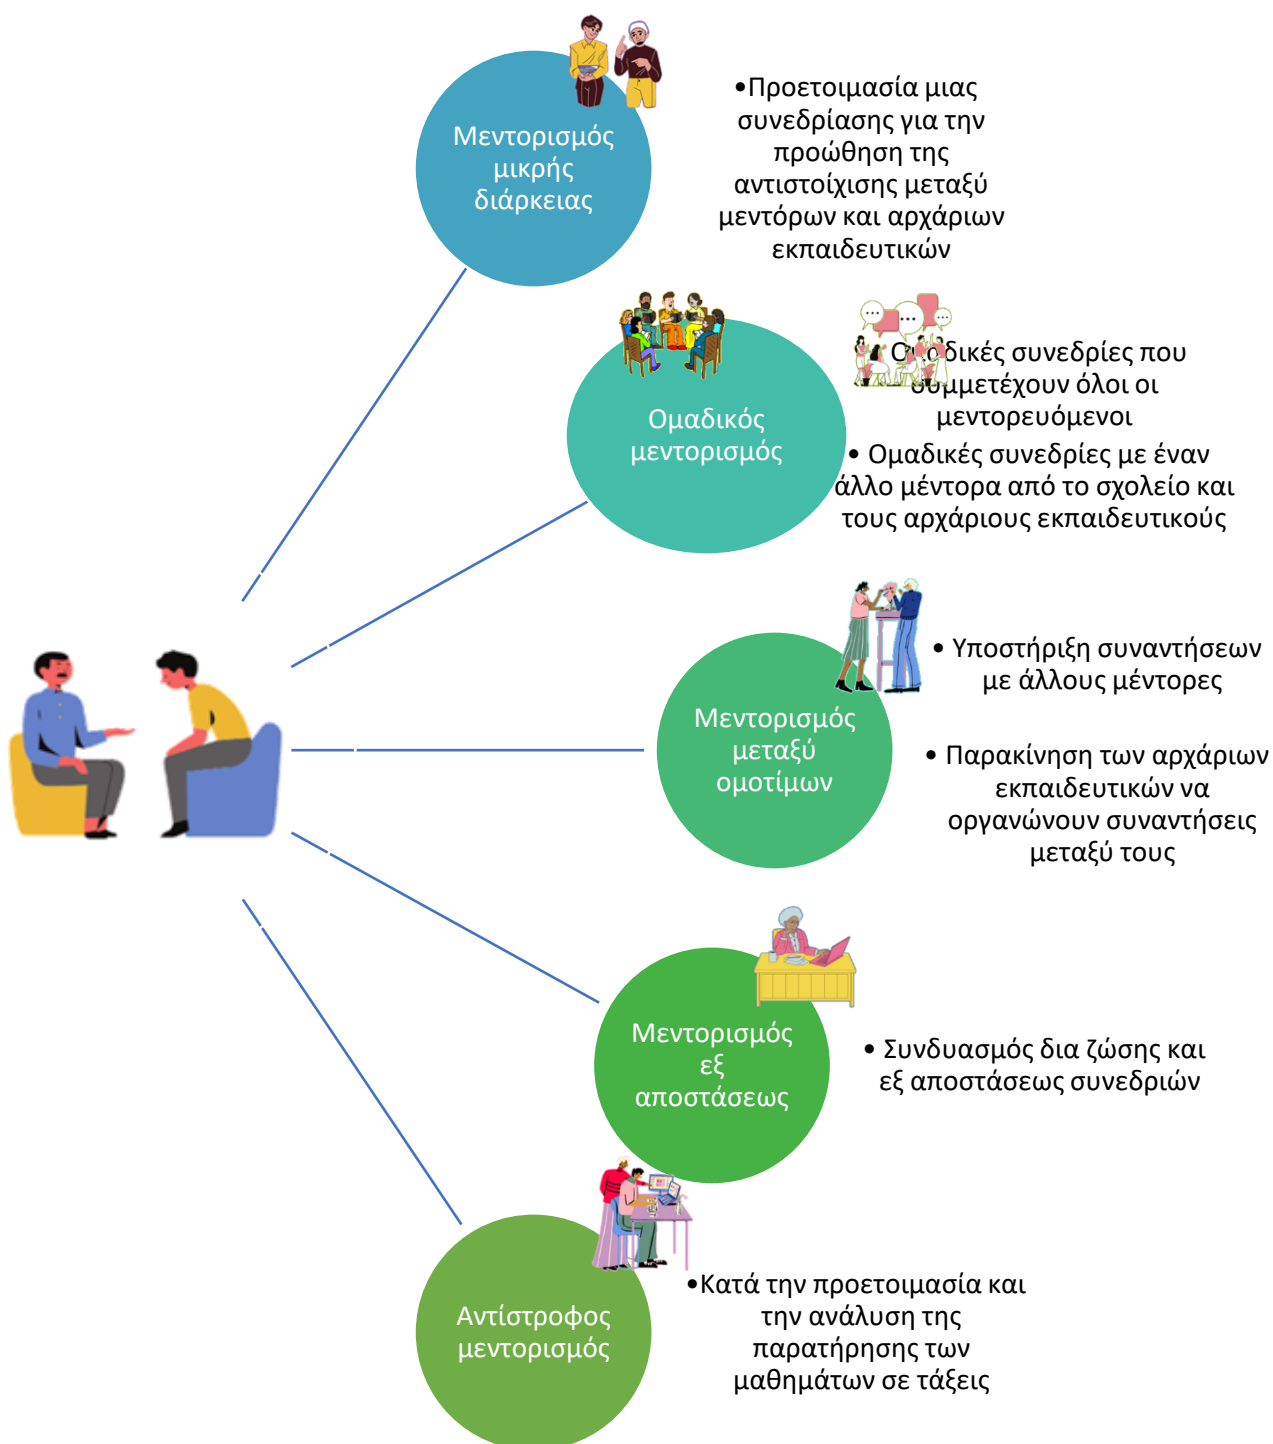 Μεντορισμός
μικρής
διάρκειας
•Προετοιμασία μιας
συνεδρίασης για την
προώθηση της
αντιστοίχισης μεταξύ
μεντόρων και αρχάριων
εκπαιδευτικών
Ομαδικός
μεντορισμός
συνεδρίες που
όλοι οι
μεντορευόμενοι
• Ομαδικές συνεδρίες με έναν
άλλο μέντορα από το σχολείο και
τους αρχάριους εκπαιδευτικούς
Μεντορισμός
μεταξύ
ομοτίμων
• Υποστήριξη συναντήσεων
με άλλους μέντορες
• Παρακίνηση των αρχάριων
εκπαιδευτικών να
οργανώνουν συναντήσεις
μεταξύ τους
Μεντορισμός
εξ
αποστάσεως
• Συνδυασμός δια ζώσης και
εξ αποστάσεως συνεδριών
Αντίστροφος
μεντορισμός
•Κατά την προετοιμασία και
την ανάλυση της
παρατήρησης των
μαθημάτων σε τάξεις